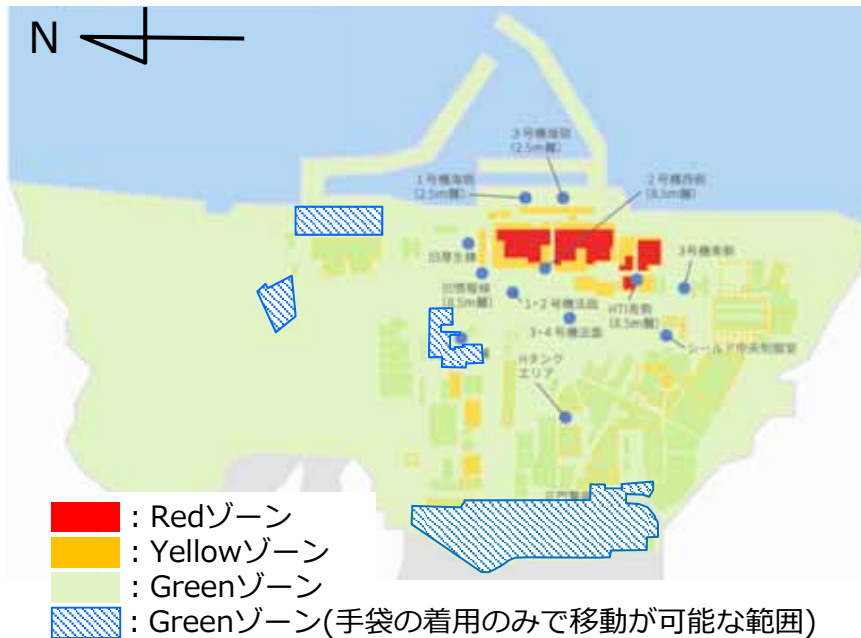 N
3号機海側
(2.5m盤)
1号機海側
(2.5m盤)
2号機西側
(8.5m盤)
旧厚生棟
旧情報棟
(8.5m盤)
1・2号機法面
3・4号機法面
HTI東側
(8.5m盤)
シールド中央制御室
Hタンク
エリア
：Redゾーン
：Yellowゾーン
：Greenゾーン
：Greenゾーン(手袋の着用のみで移動が可能な範囲)